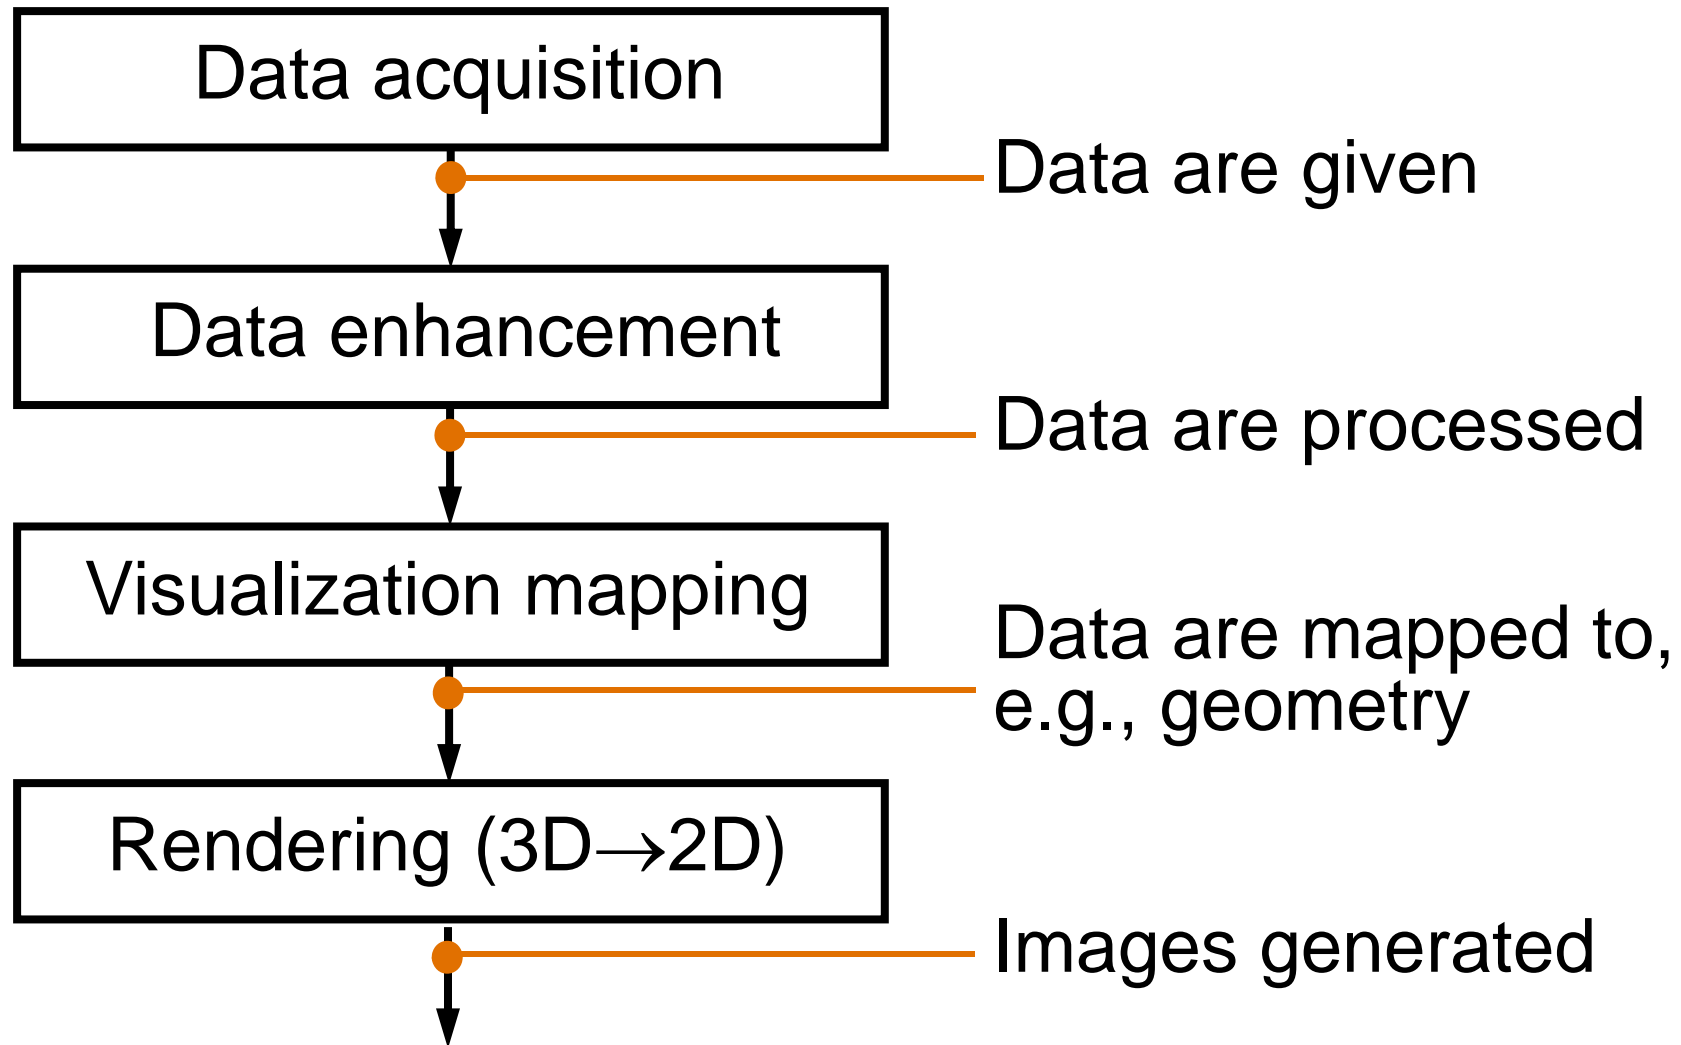 Data acquisition
Data are given
Data enhancement
Data are processed
Visualization mapping
Data are mapped to,
e.g., geometry
Rendering (3D→2D)
Images generated